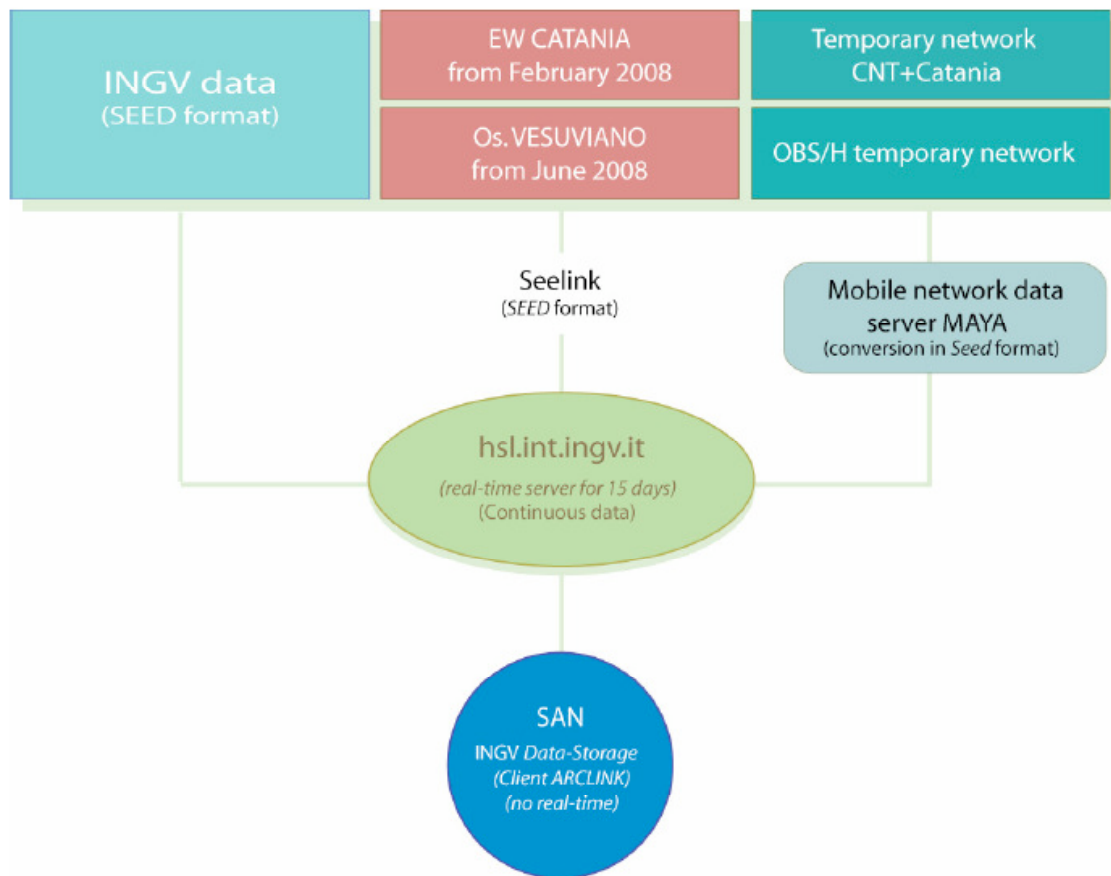 INGV data
(SEED format)
EW CATANIA
from February 2008
Os. VESUVIANO
from June 2008
Temporary network
CNT+Catania
OBS/H temporary network
Seelink
(SEED format)
Mobile network data
server MAYA
(conversion in Seed format)
hsl.int.ingv.it
(real-time server for 15 days)
(Continuous data)
SAN
INGV Data-Storage
(Client ARCLINK)
(no real-time)